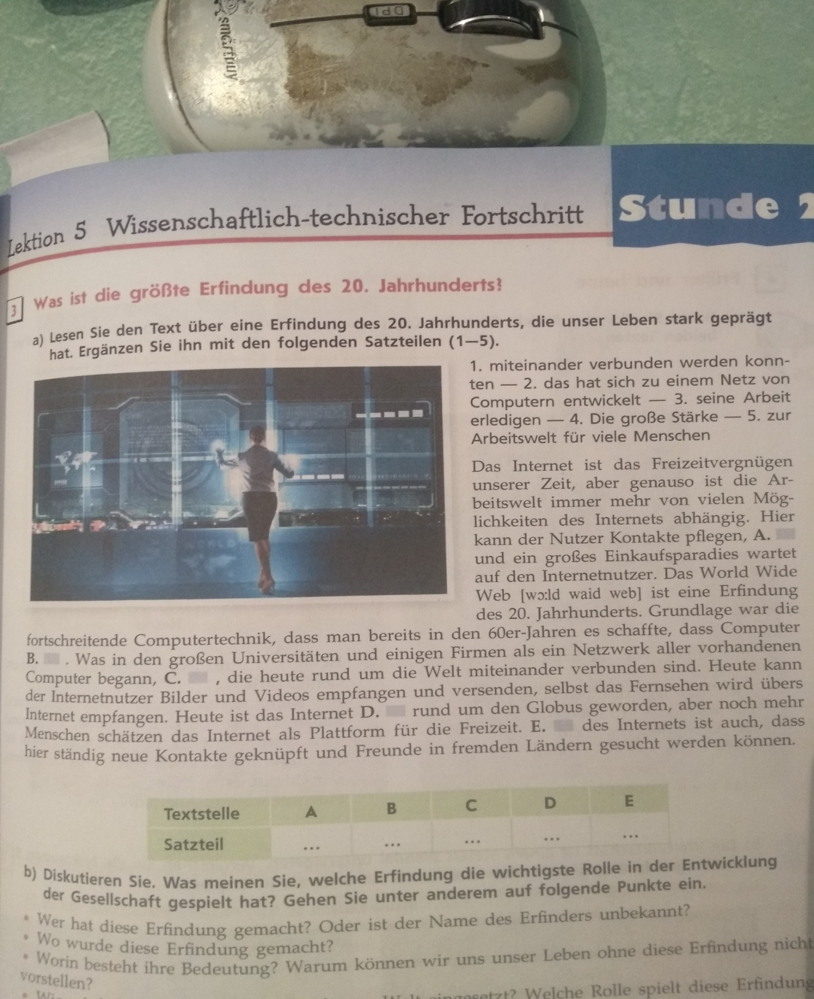 smartbuy
DPI
Lektion 5 Wissenschaftlich-technischer Fortschritt
Stunde 2
3 Was ist die größte Erfindung des 20. Jahrhunderts?
a) Lesen Sie den Text über eine Erfindung des 20. Jahrhunderts, die unser Leben stark geprägt
hat. Ergänzen Sie ihn mit den folgenden Satzteilen (1—5).
1. miteinander verbunden werden konn-
ten — 2. das hat sich zu einem Netz von
Computern entwickelt — 3. seine Arbeit
erledigen — 4. Die große Stärke — 5. zur
Arbeitswelt für viele Menschen
Das Internet ist das Freizeitvergnügen
unserer Zeit, aber genauso ist die Ar-
beitswelt immer mehr von vielen Mög-
lichkeiten des Internets abhängig. Hier
kann der Nutzer Kontakte pflegen, A.
und ein großes Einkaufsparadies wartet
auf den Internetnutzer. Das World Wide
Web [wɔːld waid web] ist eine Erfindung
des 20. Jahrhunderts. Grundlage war die
fortschreitende Computertechnik, dass man bereits in den 60er-Jahren es schaffte, dass Computer
B. . Was in den großen Universitäten und einigen Firmen als ein Netzwerk aller vorhandenen
Computer begann, C. , die heute rund um die Welt miteinander verbunden sind. Heute kann
der Internetnutzer Bilder und Videos empfangen und versenden, selbst das Fernsehen wird übers
Internet empfangen. Heute ist das Internet D. rund um den Globus geworden, aber noch mehr
Menschen schätzen das Internet als Plattform für die Freizeit. E. des Internets ist auch, dass
hier ständig neue Kontakte geknüpft und Freunde in fremden Ländern gesucht werden können.
Textstelle A B C D E
Satzteil ... ... ... ... ...
b) Diskutieren Sie. Was meinen Sie, welche Erfindung die wichtigste Rolle in der Entwicklung
der Gesellschaft gespielt hat? Gehen Sie unter anderem auf folgende Punkte ein.
• Wer hat diese Erfindung gemacht? Oder ist der Name des Erfinders unbekannt?
• Wo wurde diese Erfindung gemacht?
• Worin besteht ihre Bedeutung? Warum können wir uns unser Leben ohne diese Erfindung nicht
vorstellen?
Welche Rolle spielt diese Erfindung